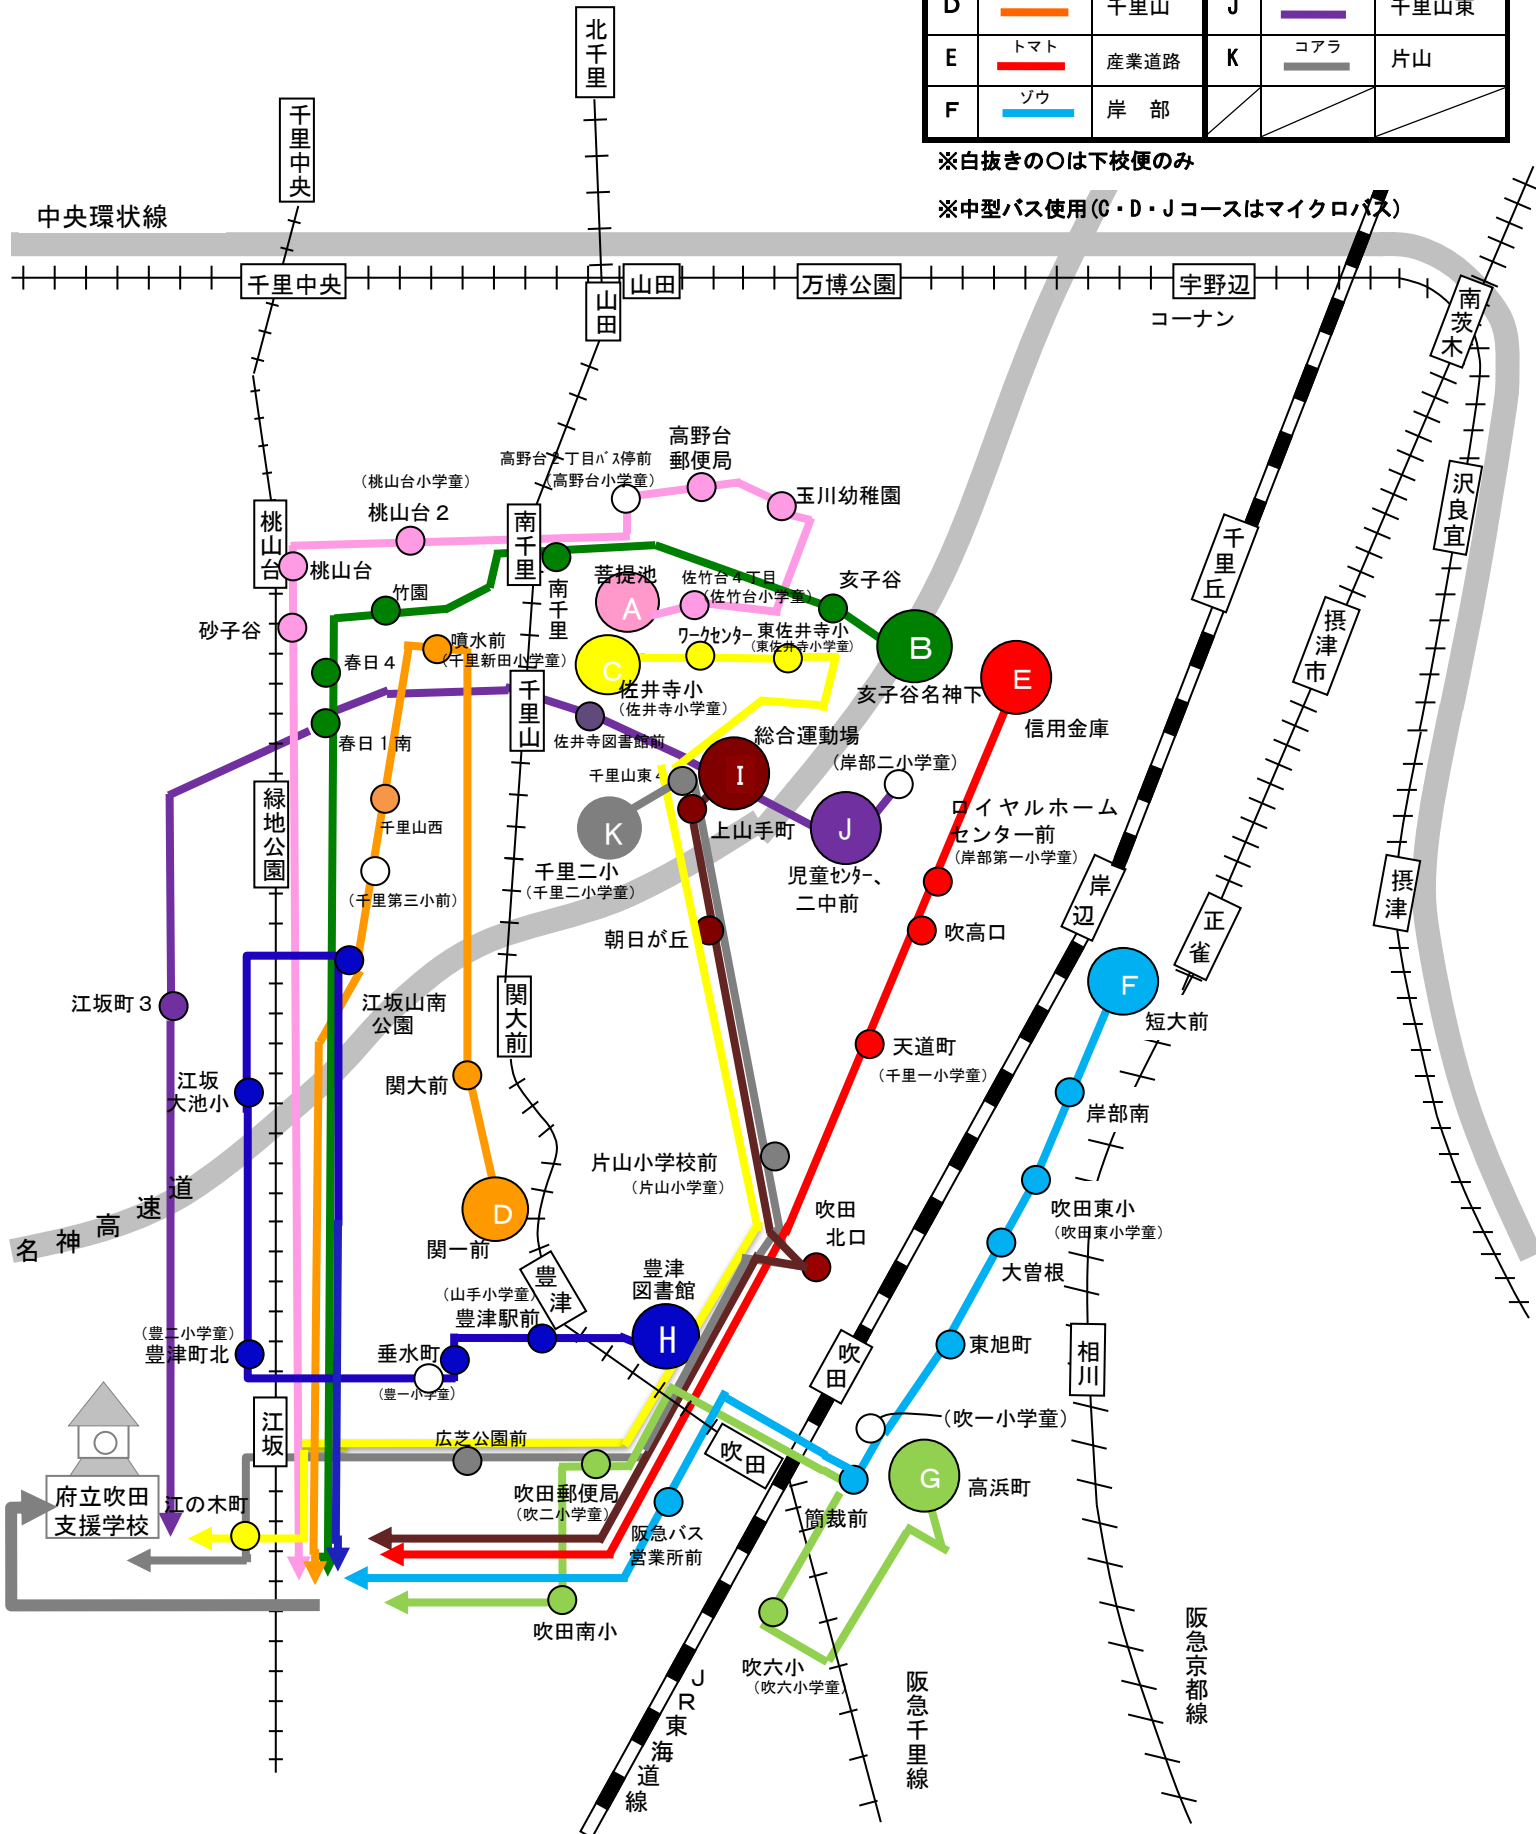 D 千里山 J 千里山東
E トマト 産業道路 K コアラ 片山
F ゾウ 岸 部
※白抜きの○は下校便のみ
※中型バス使用(C・D・Jコースはマイクロバス)
北千里
千里中央
中央環状線
千里中央
山田
山田
万博公園
宇野辺
コーナン
南茨木
高野台
郵便局
高野台2丁目バス停前
(高野台小学童)
(桃山台小学童)
桃山台2
玉川幼稚園
沢良宜
桃山台
桃山台
南千里
南千里
千里丘
菩提池
A
佐竹台4丁目
(佐竹台小学童)
亥子谷
竹園
砂子谷
噴水前
(千里新田小学童)
ワークセンター
東佐井寺小
(東佐井寺小学童)
B
亥子谷名神下
摂津市
春日4
C
佐井寺小
(佐井寺小学童)
E
信用金庫
千里山
春日1南
佐井寺図書館前
総合運動場
I
(岸部二小学童)
千里山東4
緑地公園
千里山西
K
千里二小
(千里二小学童)
上山手町
J
児童センター、
二中前
ロイヤルホーム
センター前
(岸部第一小学童)
岸辺
摂津
(千里第三小前)
朝日が丘
吹高口
正雀
江坂町3
江坂山南
公園
関大前
F
短大前
天道町
(千里一小学童)
江坂
大池小
関大前
岸部南
片山小学校前
(片山小学童)
名神高速道
D
関一前
吹田
北口
吹田東小
(吹田東小学童)
大曽根
豊津
豊津
図書館
H
(山手小学童)
豊津駅前
(豊二小学童)
豊津町北
垂水町
(豊一小学童)
東旭町
吹田
相川
江坂
(吹一小学童)
広芝公園前
吹田
G
高浜町
府立吹田
支援学校
江の木町
吹田郵便局
(吹二小学童)
阪急バス
営業所前
簡裁前
吹田南小
吹六小
(吹六小学童)
JR東海道線
阪急千里線
阪急京都線